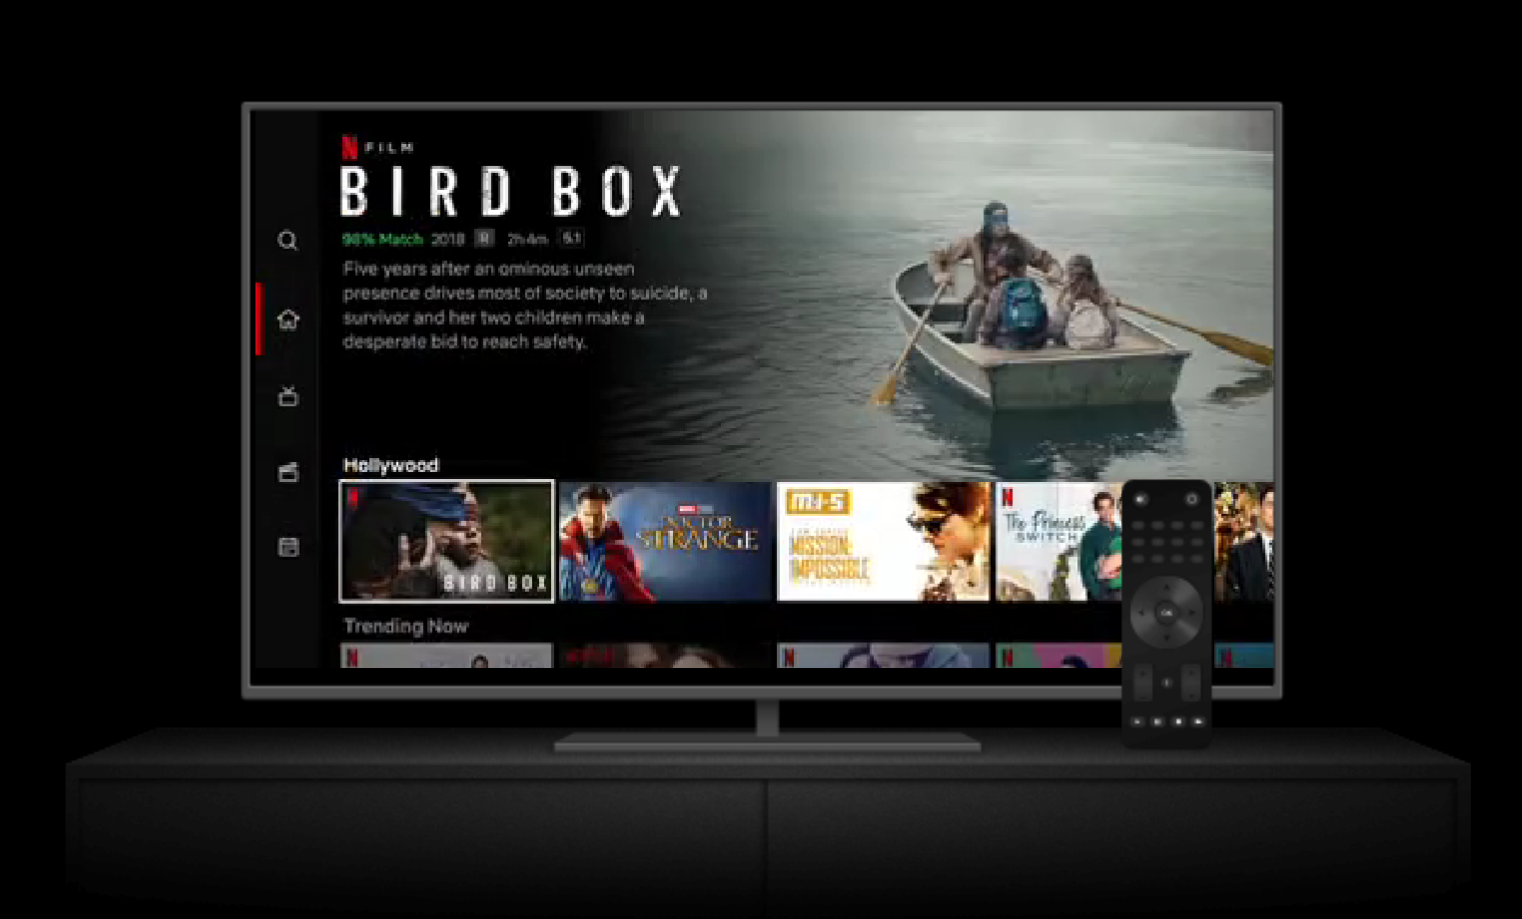 N FILM
BIRD BOX
98% Match 2018 R 2h 4m 5.1
Five years after an ominous unseen
presence drives most of society to suicide, a
survivor and her two children make a
desperate bid to reach safety.
Hollywood
N
BIRD BOX
MARVEL
DOCTOR
STRANGE
M:I-5
MISSION:
IMPOSSIBLE
N
The Princess
SWITCH
OK
Trending Now
N
NETFLIX
N
N
N